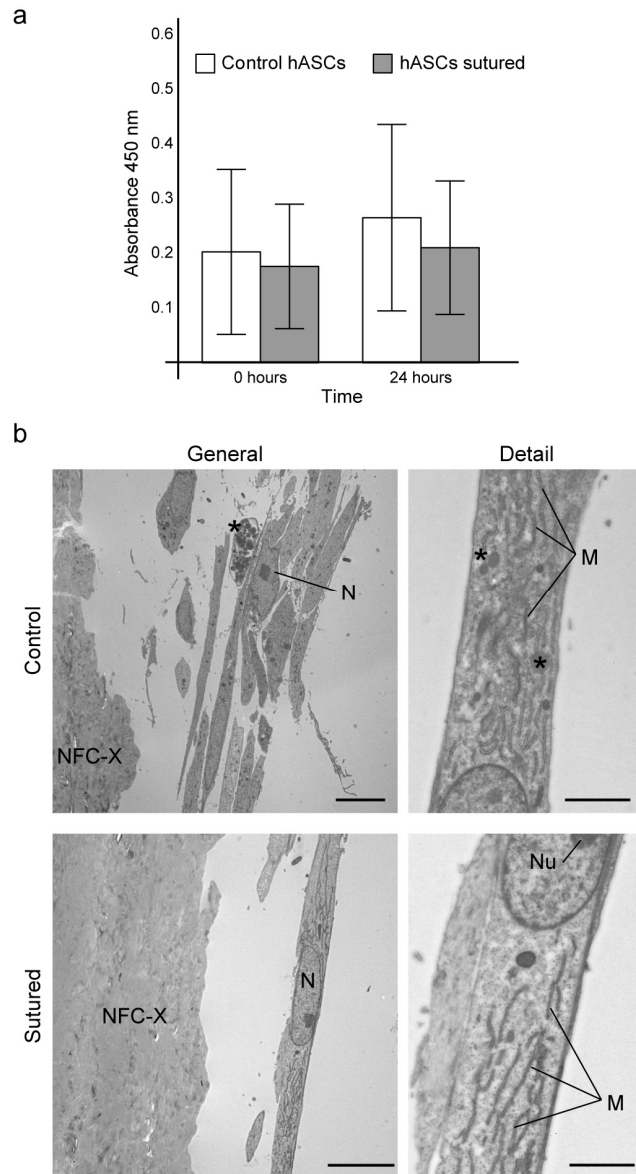 a
0.6
Control hASCs hASCs sutured
0.5
0.4
0.3
0.2
0.1
Absorbance 450 nm
0 hours 24 hours
Time
b
General Detail
Control
*
N
NFC-X
*
M
*
Sutured
NFC-X
N
Nu
M